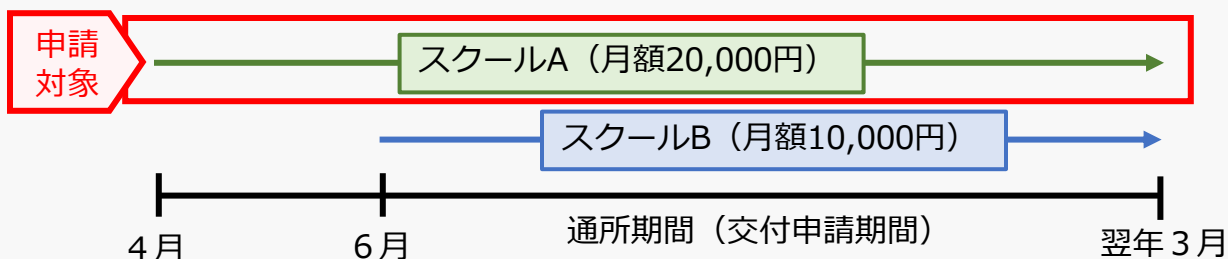 申請
対象
スクールA（月額20,000円）
スクールB（月額10,000円）
通所期間（交付申請期間）
４月
６月
翌年３月